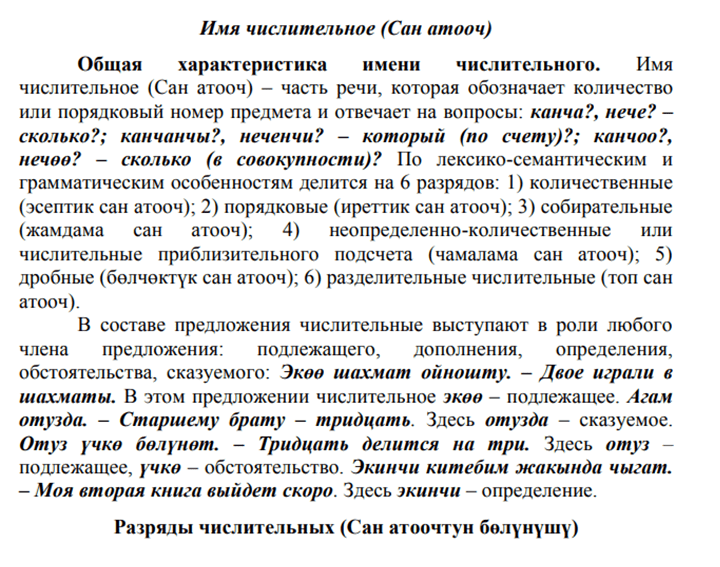 Имя числительное (Сан атооч)
Общая характеристика имени числительного. Имя
числительное (Сан атооч) – часть речи, которая обозначает количество
или порядковый номер предмета и отвечает на вопросы: канча?, нече? –
сколько?; канчанчы?, неченчи? – который (по счету)?; канчоо?,
нечөө? – сколько (в совокупности)? По лексико-семантическим и
грамматическим особенностям делится на 6 разрядов: 1) количественные
(эсептик сан атооч); 2) порядковые (иреттик сан атооч); 3) собирательные
(жамдама сан атооч); 4) неопределенно-количественные или
числительные приблизительного подсчета (чамалама сан атооч); 5)
дробные (бөлчөктүк сан атооч); 6) разделительные числительные (топ сан
атооч).
В составе предложения числительные выступают в роли любого
члена предложения: подлежащего, дополнения, определения,
обстоятельства, сказуемого: Экөө шахмат ойношту. – Двое играли в
шахматы. В этом предложении числительное экөө – подлежащее. Агам
отузда. – Старшему брату – тридцать. Здесь отузда – сказуемое.
Отуз үчкө бөлүнөт. – Тридцать делится на три. Здесь отуз –
подлежащее, үчкө – обстоятельство. Экинчи китебим жакында чыгат.
– Моя вторая книга выйдет скоро. Здесь экинчи – определение.
Разряды числительных (Сан атоочтун бөлүнүшү)